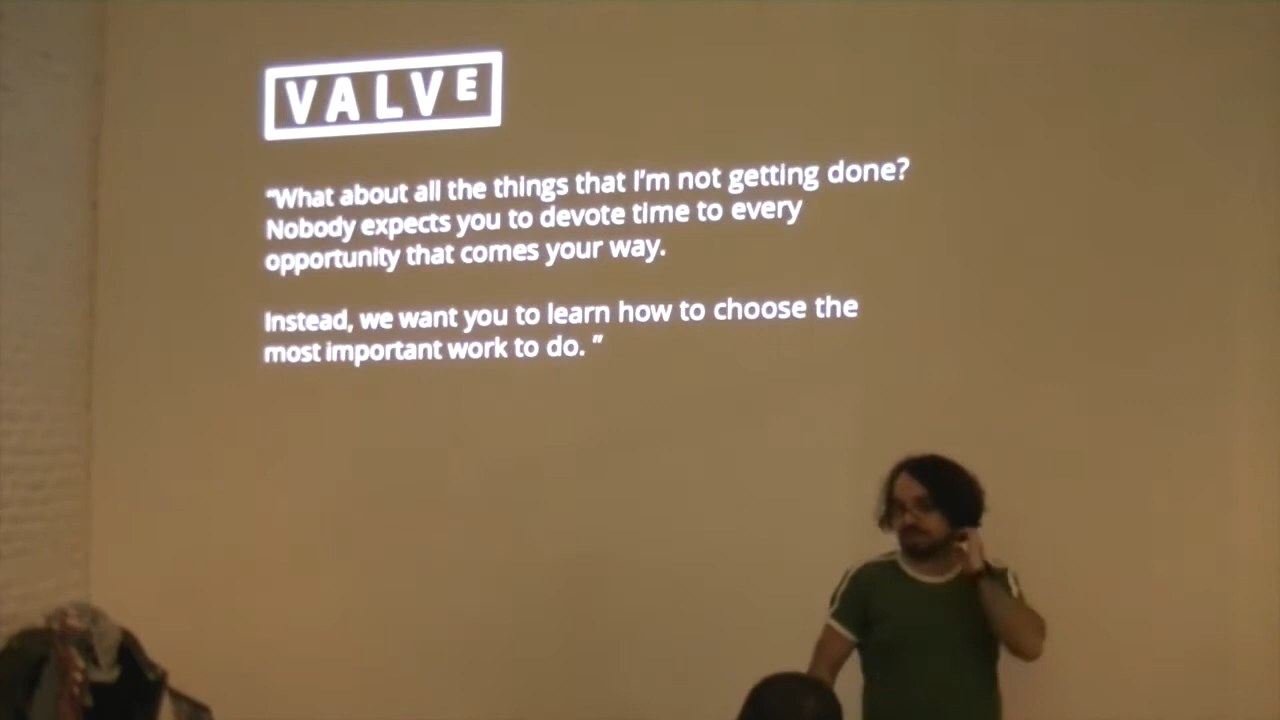 VALVE
“What about all the things that I’m not getting done?
Nobody expects you to devote time to every
opportunity that comes your way.
Instead, we want you to learn how to choose the
most important work to do. ”